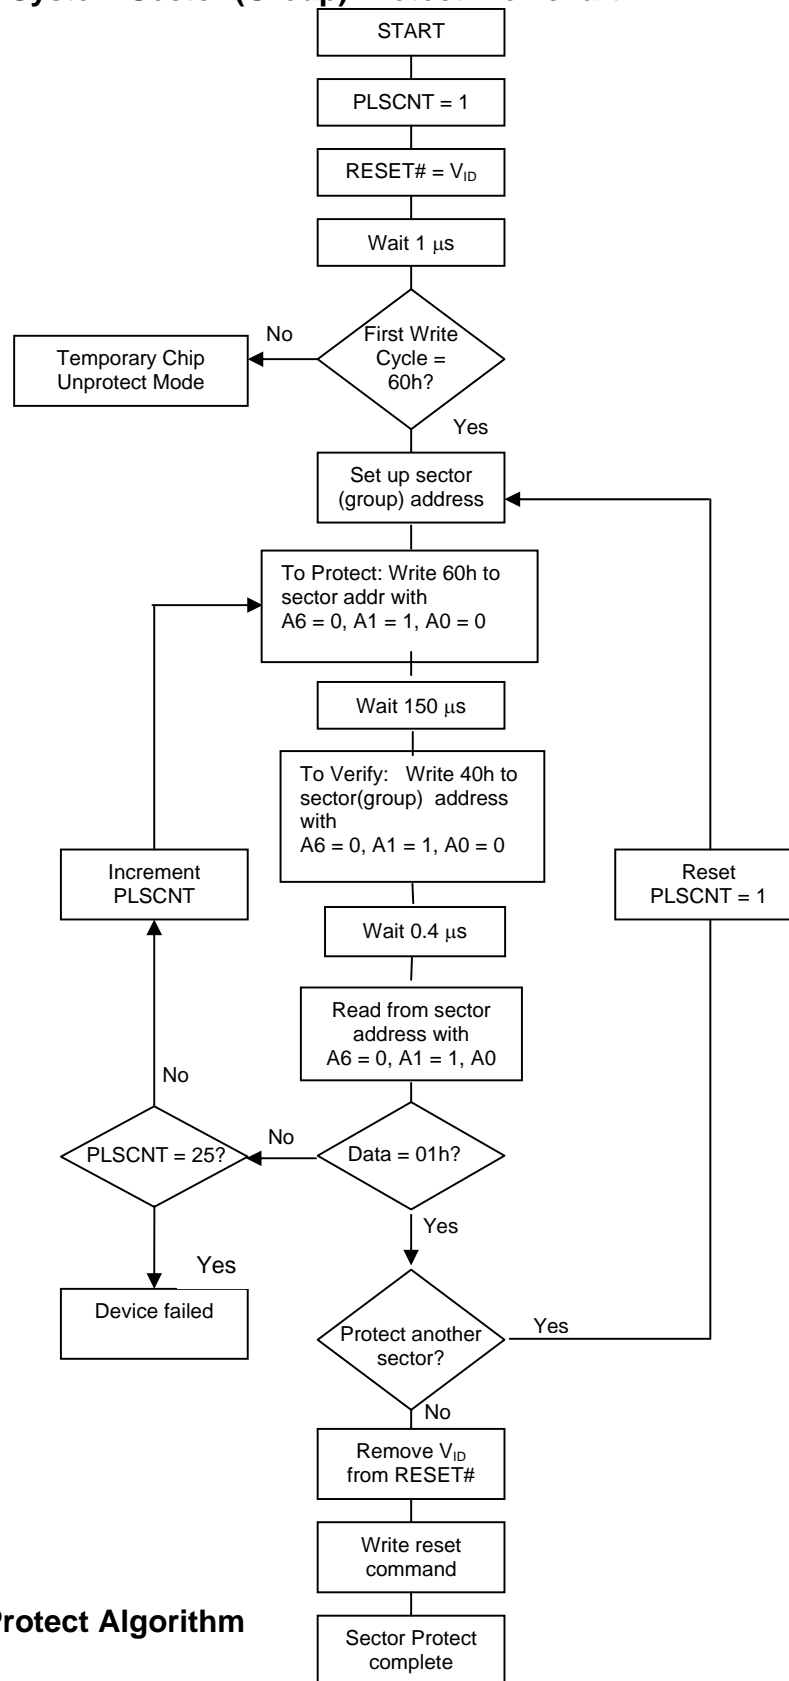 START
PLSCNT = 1
RESET# = VID
Wait 1 μs
First Write
Cycle =
60h?
No
Temporary Chip
Unprotect Mode
Yes
Set up sector
(group) address
To Protect: Write 60h to
sector addr with
A6 = 0, A1 = 1, A0 = 0
Wait 150 μs
To Verify: Write 40h to
sector(group) address
with
A6 = 0, A1 = 1, A0 = 0
Increment
PLSCNT
Reset
PLSCNT = 1
Wait 0.4 μs
Read from sector
address with
A6 = 0, A1 = 1, A0
No
PLSCNT = 25?
No
Data = 01h?
Yes
Yes
Device failed
Protect another
sector?
Yes
No
Remove VID
from RESET#
Write reset
command
Protect Algorithm
Sector Protect
complete